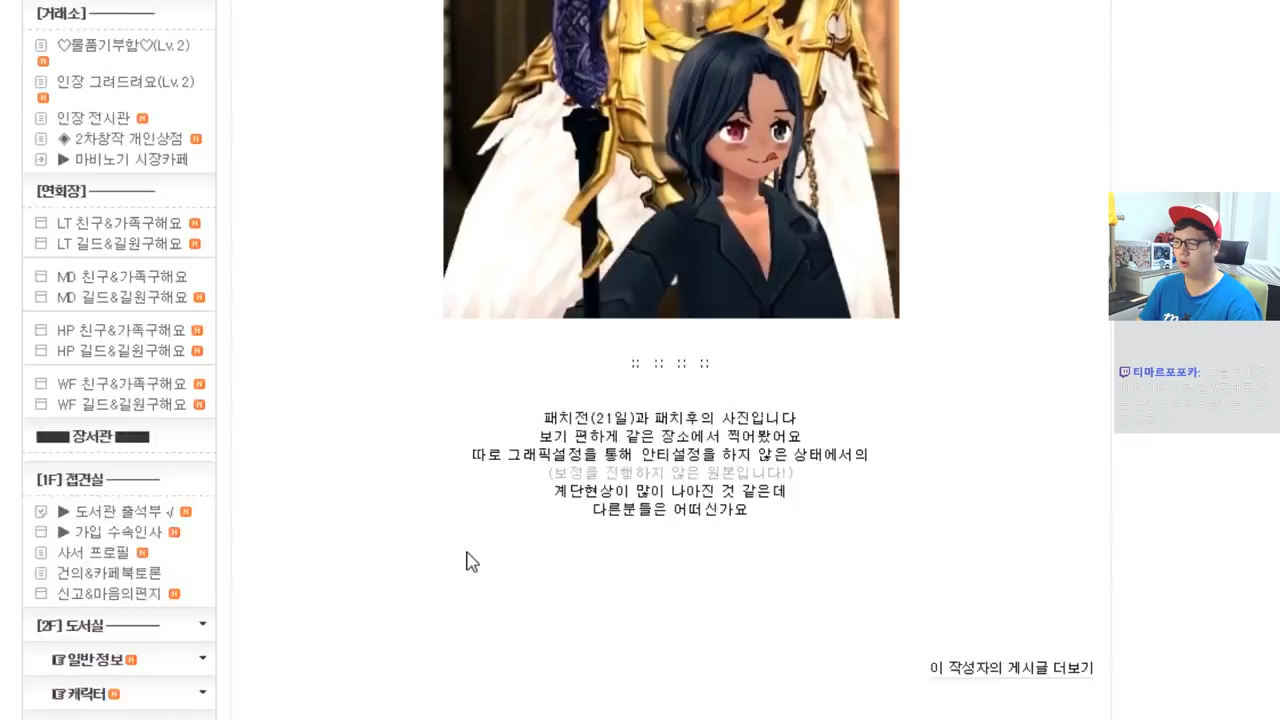 [거래소]
♡물품기부함♡(Lv.2)
N
인장 그려드려요(Lv.2)
N
인장 전시관 N
◈ 2차창작 개인상점 N
▶ 마비노기 시장카페
[연회장]
LT 친구&가족구해요 N
LT 길드&길원구해요 N
MD 친구&가족구해요
MD 길드&길원구해요 N
HP 친구&가족구해요 N
HP 길드&길원구해요 N
WF 친구&가족구해요 N
WF 길드&길원구해요 N
장서관
[1F] 접견실
▶ 도서관 출석부 √ N
▶ 가입 수속인사 N
사서 프로필 N
건의&카페북토론
신고&마음의편지 N
[2F] 도서실
☞ 일반정보 N
☞ 캐릭터 N
:: :: :: ::
패치전(21일)과 패치후의 사진입니다
보기 편하게 같은 장소에서 찍어봤어요
따로 그래픽설정을 통해 안티설정을 하지 않은 상태에서의
(보정을 진행하지 않은 원본입니다!)
계단현상이 많이 나아진 것 같은데
다른분들은 어떠신가요
이 작성자의 게시글 더보기
티마르포포카: